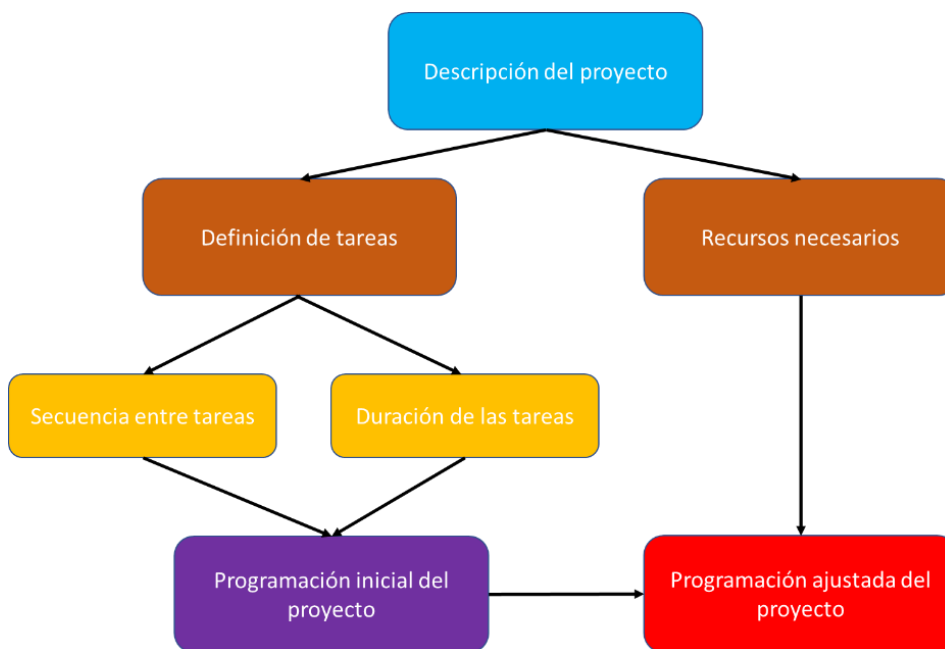 Descripción del proyecto
Definición de tareas
Recursos necesarios
Secuencia entre tareas
Duración de las tareas
Programación inicial del
proyecto
Programación ajustada del
proyecto